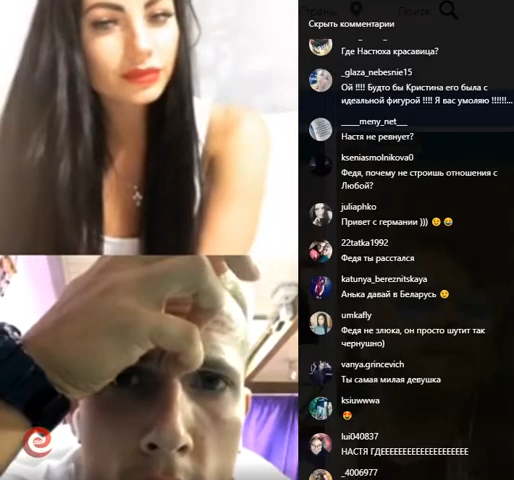 Страны
Поиск
Скрыть комментарии
Где Настюха красавица?
_glaza_nebesnie15
Ой !!!! Будто бы Кристина его была с
идеальной фигурой !!!! Я вас умоляю !!!!!!!...
____meny_net___
Настя не ревнует?
kseniasmolnikova0
Федя, почему не строишь отношения с
Любой?
juliaphko
Привет с германии )))
22tatka1992
Федя ты расстался
katunya_bereznitskaya
Анька давай в Беларусь
umkafly
Федя не злюка, он просто шутит так
чернушно)
vanya.grincevich
Ты самая милая девушка
ksiuwwwa
lui040837
НАСТЯ ГДЕЕЕЕЕЕЕЕЕЕЕЕЕЕЕЕЕЕЕ
_4006977